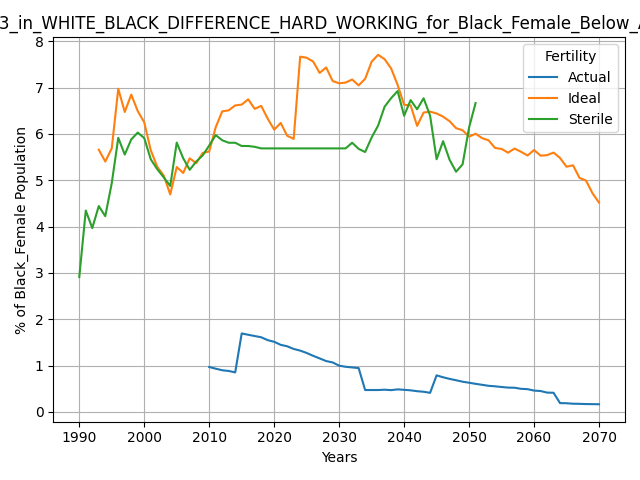 3_in_WHITE_BLACK_DIFFERENCE_HARD_WORKING_for_Black_Female_Below_
Fertility
Actual
Ideal
Sterile
8
7
6
5
4
3
2
1
0
% of Black_Female Population
1990 2000 2010 2020 2030 2040 2050 2060 2070
Years